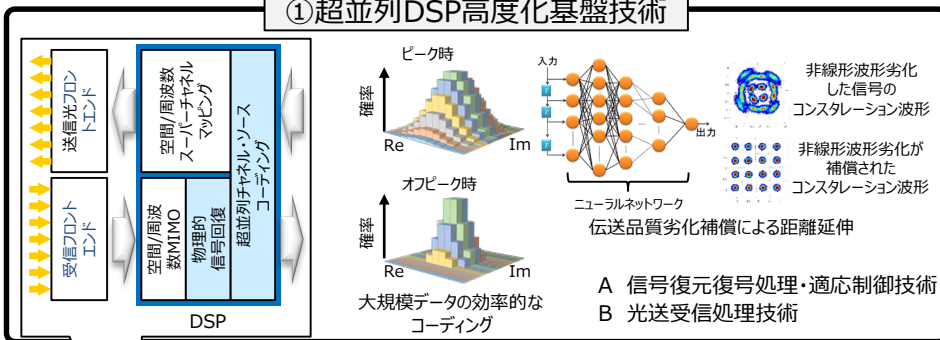 ①超並列DSP高度化基盤技術
送信光フロン
トエンド
空間/周波数
スーパーチャネル
マッピング
超並列チャネル・ソース
コーディング
受信フロント
エンド
空間/周波
数MIMO
物理的
信号回復
DSP
ピーク時
確率
Re
Im
オフピーク時
確率
Re
Im
大規模データの効率的な
コーディング
入力
出力
ニューラルネットワーク
非線形波形劣化
した信号の
コンスタレーション波形
非線形波形劣化が
補償された
コンスタレーション波形
伝送品質劣化補償による距離延伸
A 信号復元復号処理・適応制御技術
B 光送受信処理技術